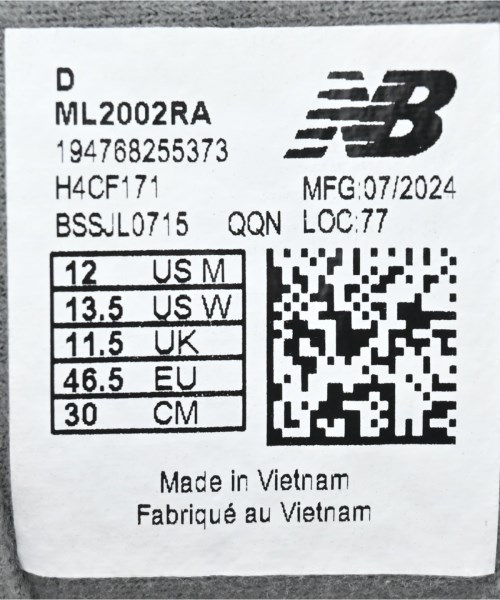 D
ML2002RA
194768255373
H4CF171 MFG:07/2024
BSSJL0715 QQN LOC:77
12 US M
13.5 US W
11.5 UK
46.5 EU
30 CM
Made in Vietnam
Fabriqué au Vietnam
NB